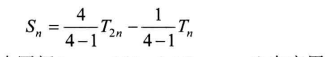 S_n = \frac{4}{4-1} T_{2n} - \frac{1}{4-1} T_n